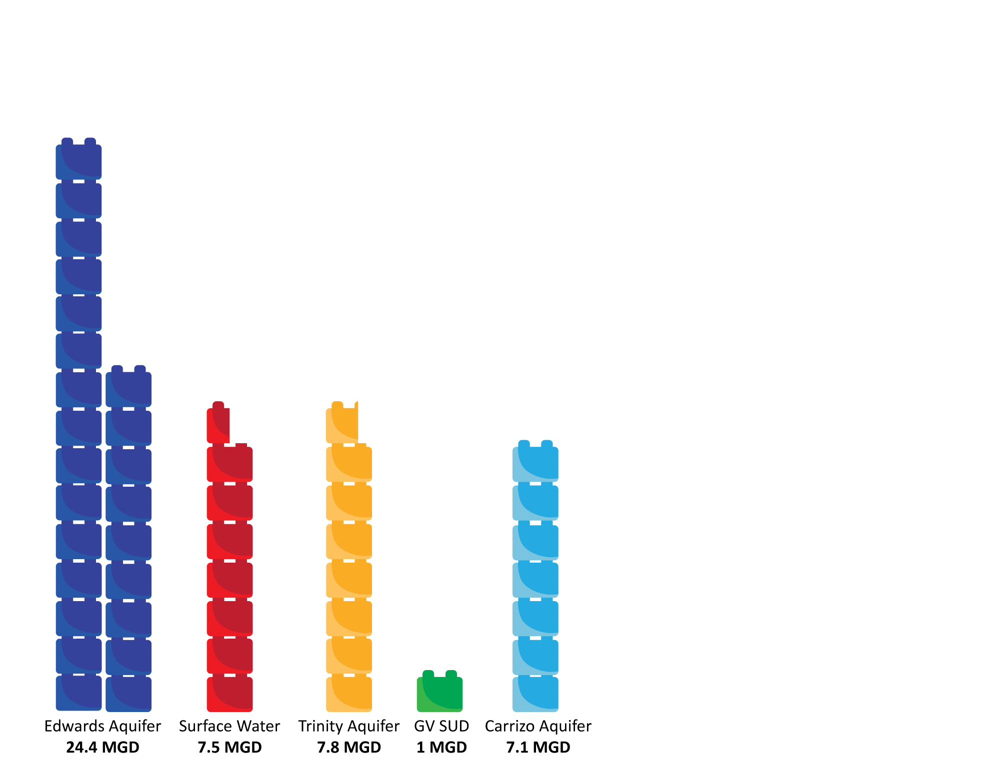 Edwards Aquifer
24.4 MGD
Surface Water
7.5 MGD
Trinity Aquifer
7.8 MGD
GV SUD
1 MGD
Carrizo Aquifer
7.1 MGD